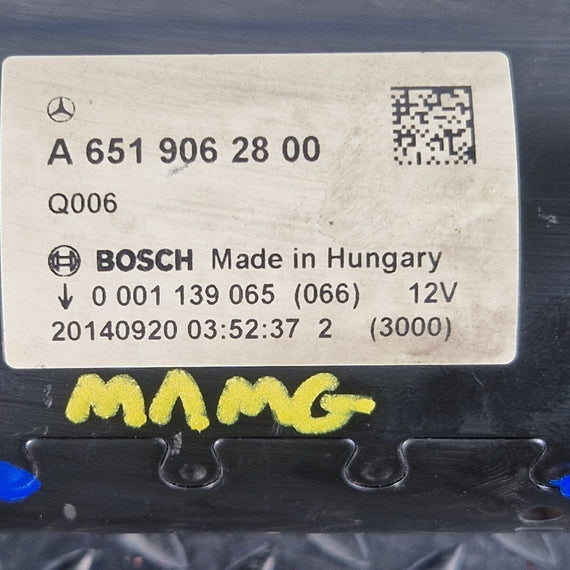 A 651 906 28 00
Q006
BOSCH Made in Hungary
↓ 0 001 139 065 (066) 12V
20140920 03:52:37 2 (3000)
MAMG